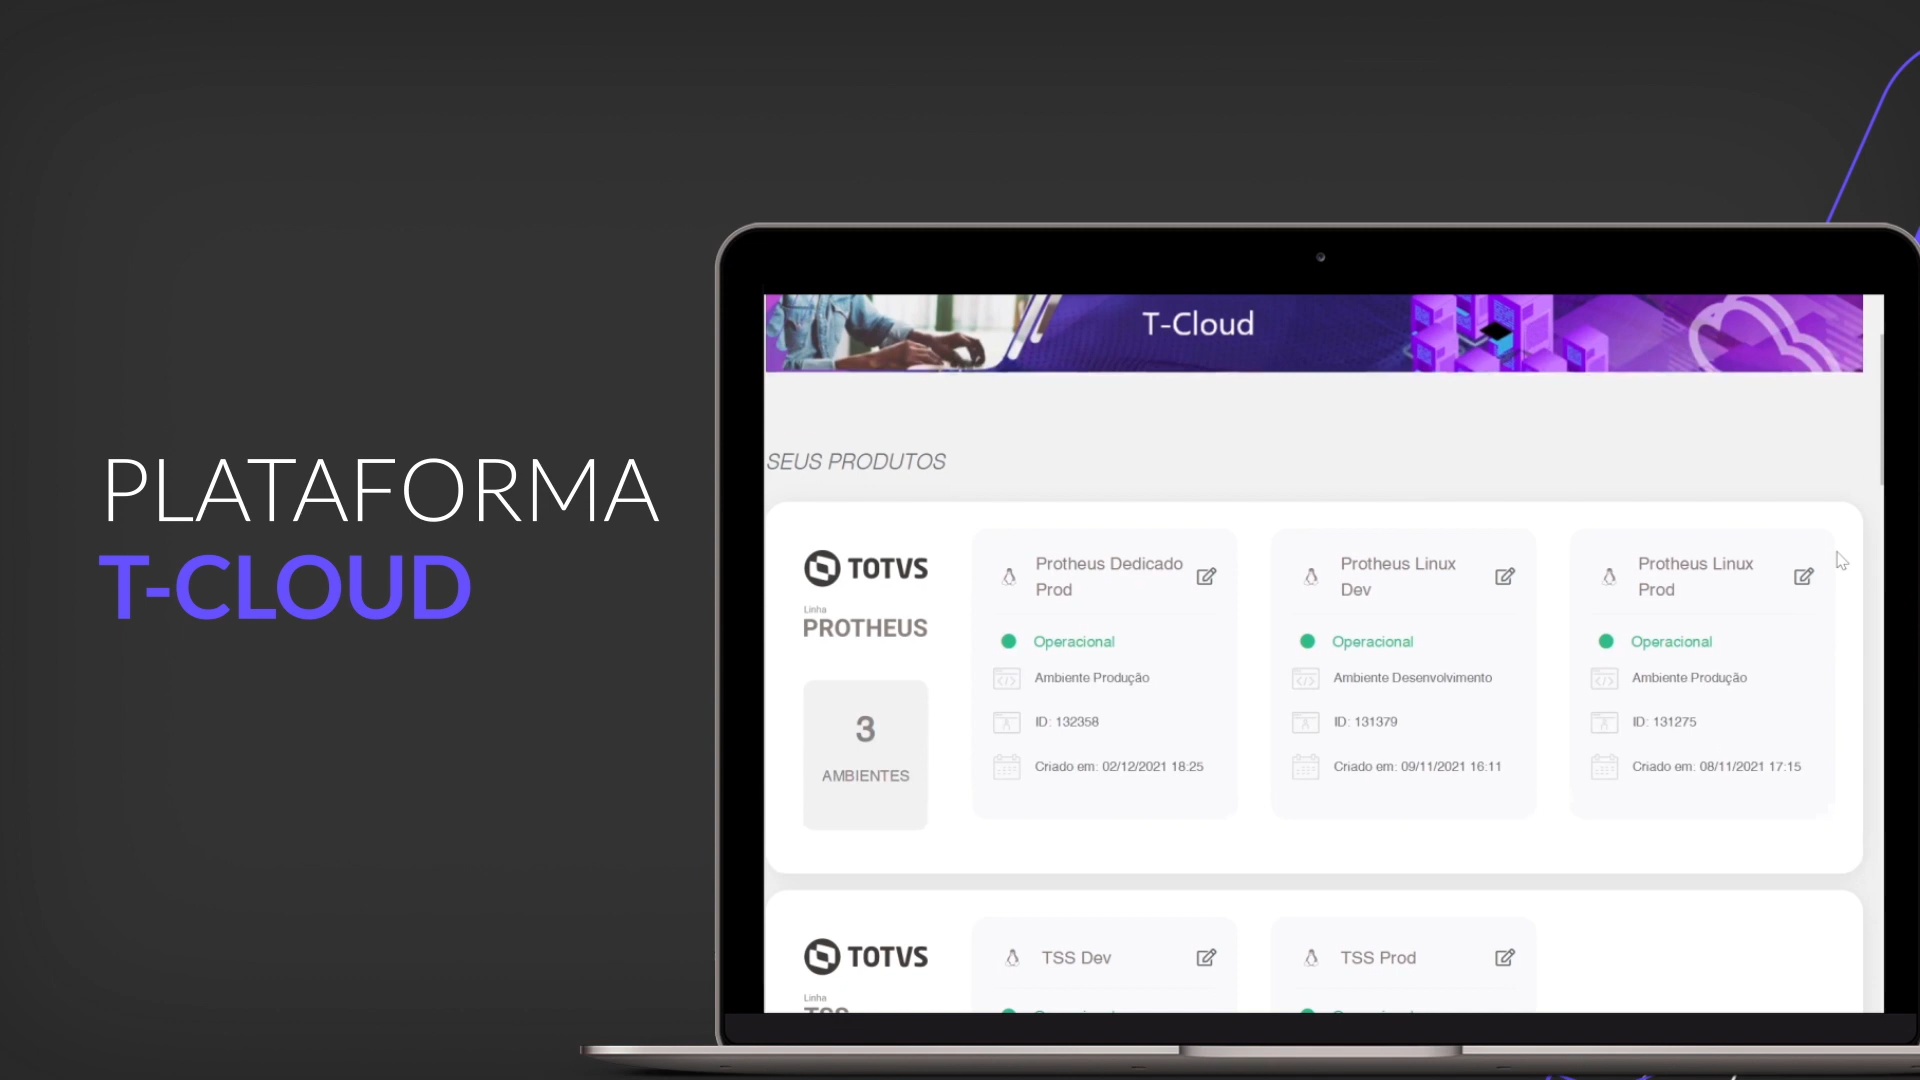 PLATAFORMA
T-CLOUD
T-Cloud
SEUS PRODUTOS
TOTVS
Linha
PROTHEUS
3
AMBIENTES
Protheus Dedicado
Prod
Operacional
Ambiente Produção
ID: 132358
Criado em: 02/12/2021 18:25
Protheus Linux
Dev
Operacional
Ambiente Desenvolvimento
ID: 131379
Criado em: 09/11/2021 16:11
Protheus Linux
Prod
Operacional
Ambiente Produção
ID: 131275
Criado em: 08/11/2021 17:15
TOTVS
Linha
TSS Dev
TSS Prod